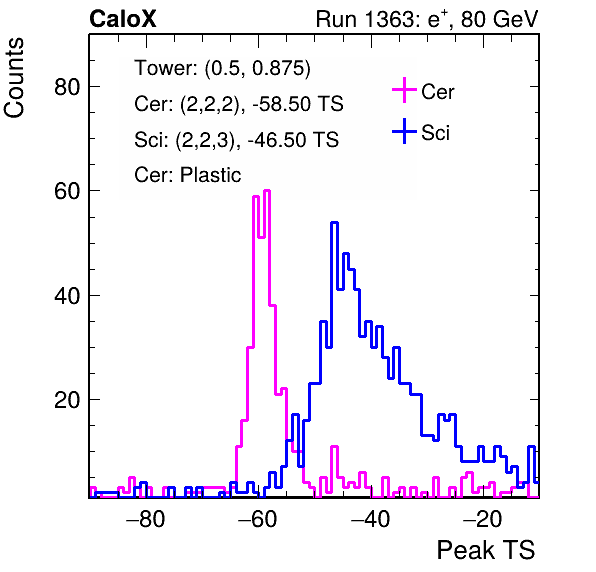 CaloX Run 1363: e⁺, 80 GeV
Counts
Tower: (0.5, 0.875)
Cer: (2,2,2), -58.50 TS
Sci: (2,2,3), -46.50 TS
Cer: Plastic
Cer
Sci
80
60
40
20
−80 −60 −40 −20
Peak TS